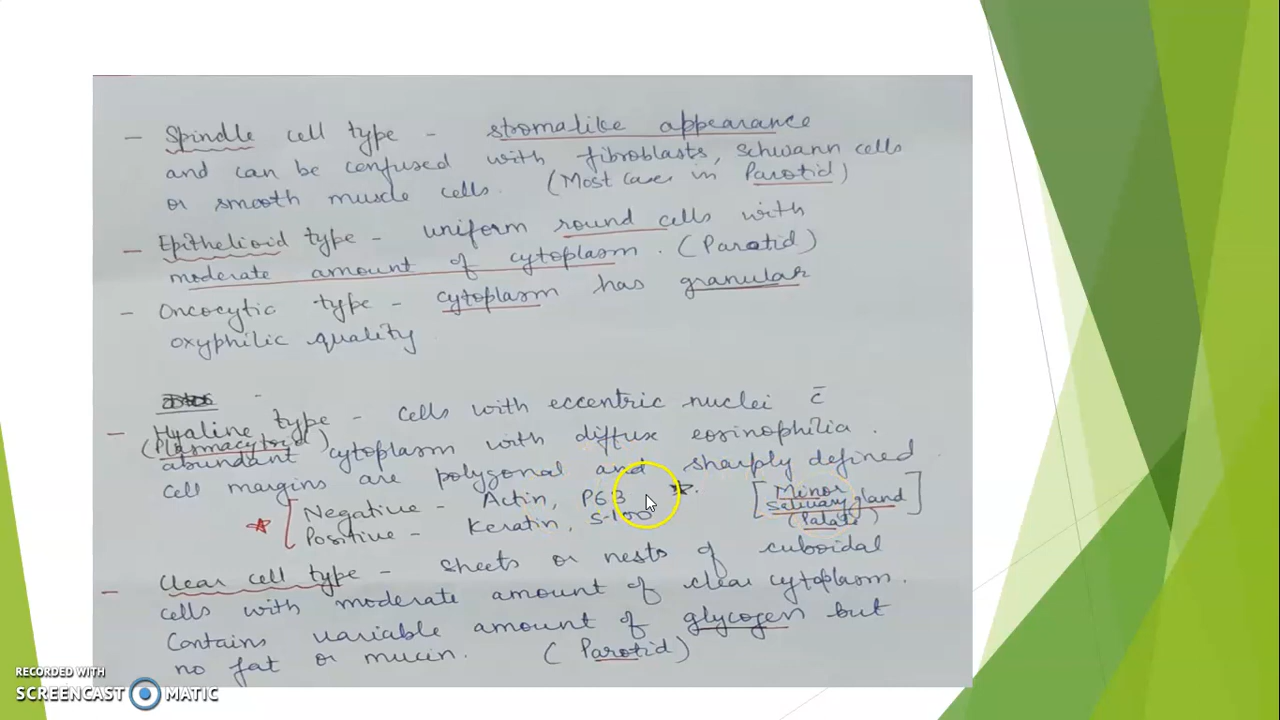 - Spindle cell type - stromalike appearance
and can be confused with fibroblasts, schwann cells
or smooth muscle cells. (Most cases in Parotid)
- Epithelioid type - uniform round cells with
moderate amount of cytoplasm. (Parotid)
- Oncocytic type - cytoplasm has granular
oxyphilic quality
- Hyaline type - cells with eccentric nuclei c̄
(Plasmacytoid)
abundant cytoplasm with diffuse eosinophilia.
cell margins are polygonal and sharply defined
Negative - Actin, P63
Positive - Keratin, S-100
[Minor
Salivary gland
(Palate)]
- Clear cell type - sheets or nests of cuboidal
cells with moderate amount of clear cytoplasm.
Contains variable amount of glycogen but
no fat or mucin. (Parotid)
RECORDED WITH
SCREENCAST MATIC